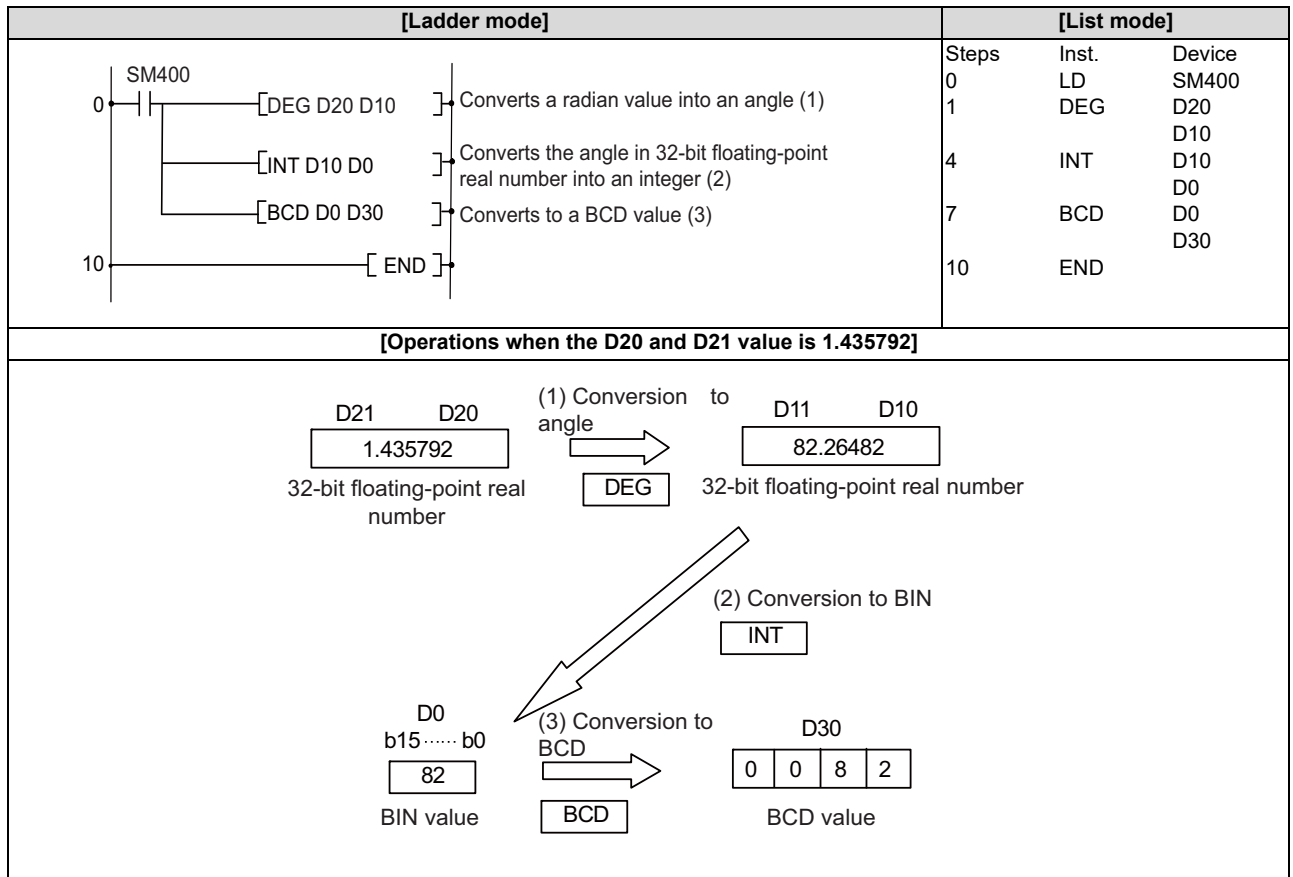 [Ladder mode] [List mode]
SM400
0
[DEG D20 D10 ] Converts a radian value into an angle (1)
[INT D10 D0 ] Converts the angle in 32-bit floating-point
real number into an integer (2)
[BCD D0 D30 ] Converts to a BCD value (3)
10 [ END ]
Steps Inst. Device
0 LD SM400
1 DEG D20
D10
4 INT D10
D0
7 BCD D0
D30
10 END
[Operations when the D20 and D21 value is 1.435792]
D21 D20
1.435792
32-bit floating-point real
number
(1) Conversion to
angle
DEG
D11 D10
82.26482
32-bit floating-point real number
(2) Conversion to BIN
INT
D0
b15 ······ b0
82
BIN value
(3) Conversion to
BCD
BCD
D30
0 0 8 2
BCD value